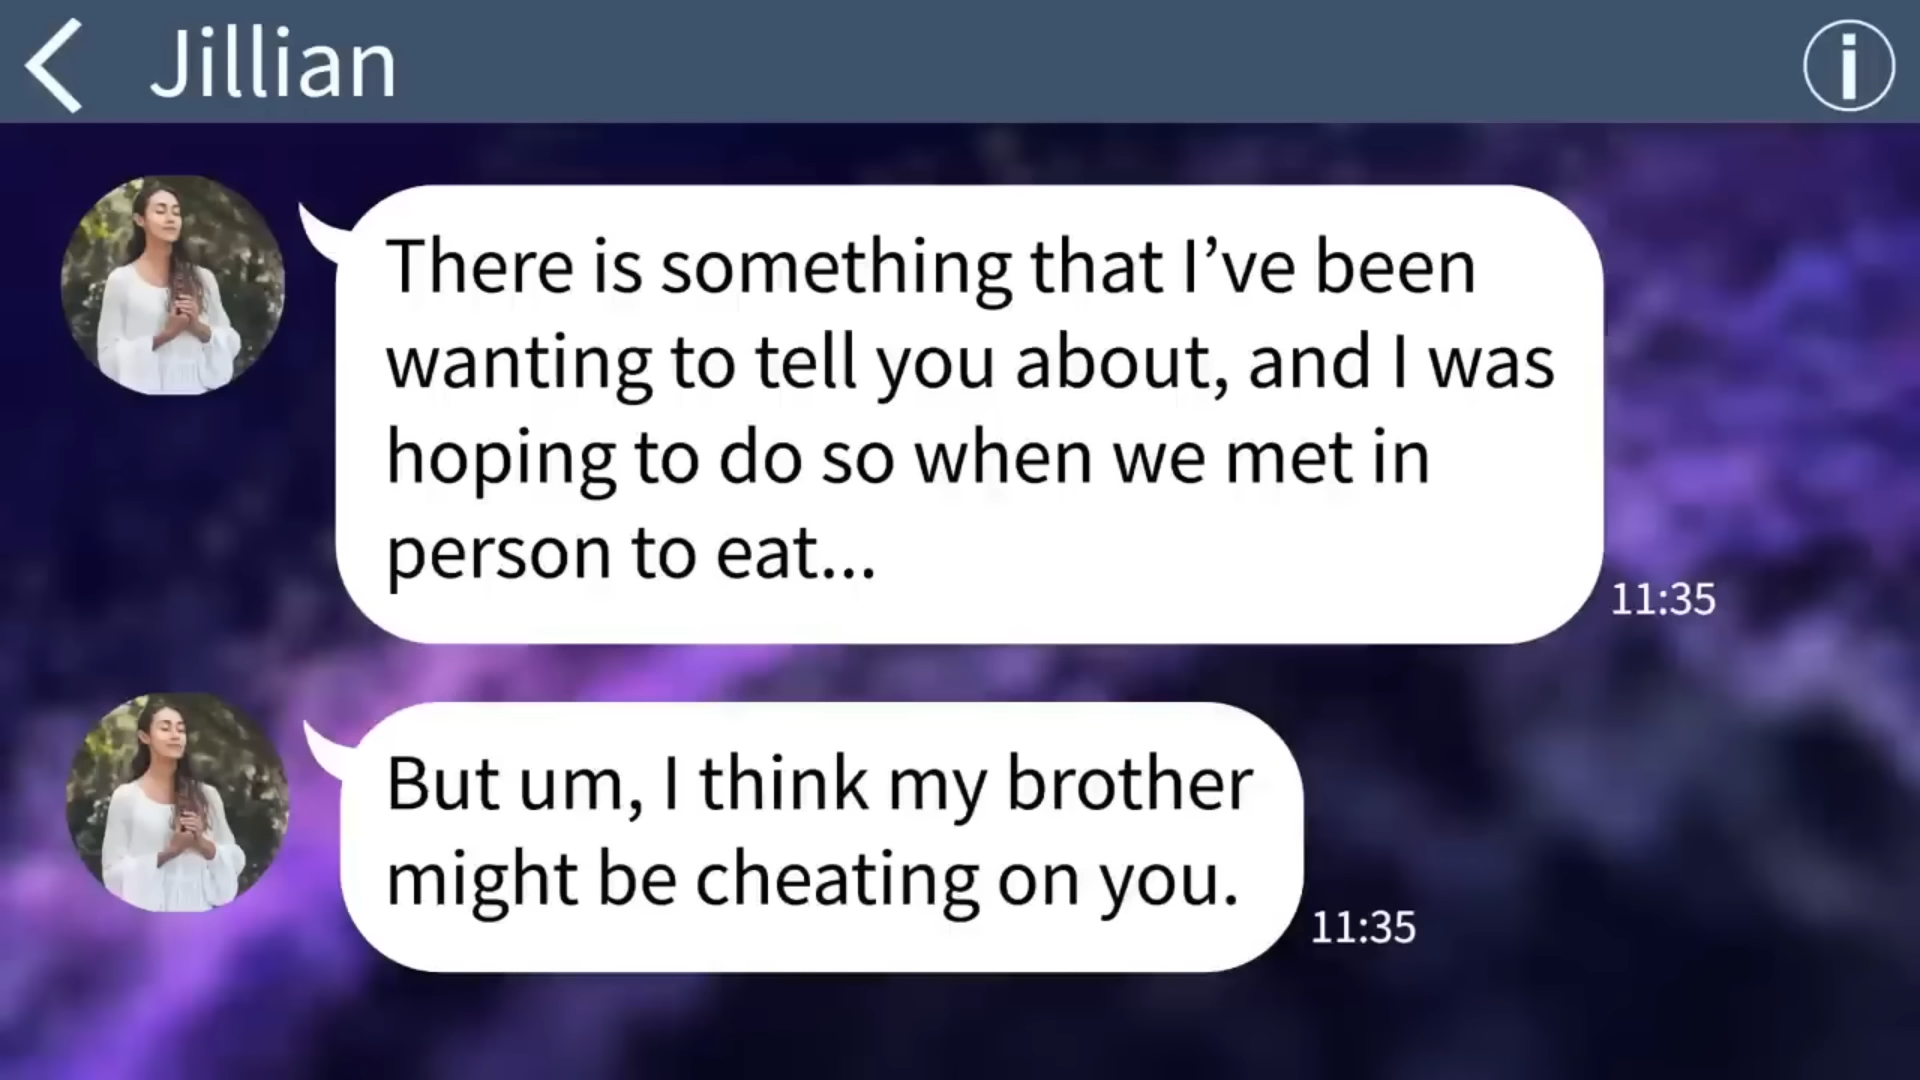 Jillian
There is something that I’ve been
wanting to tell you about, and I was
hoping to do so when we met in
person to eat...
11:35
But um, I think my brother
might be cheating on you.
11:35